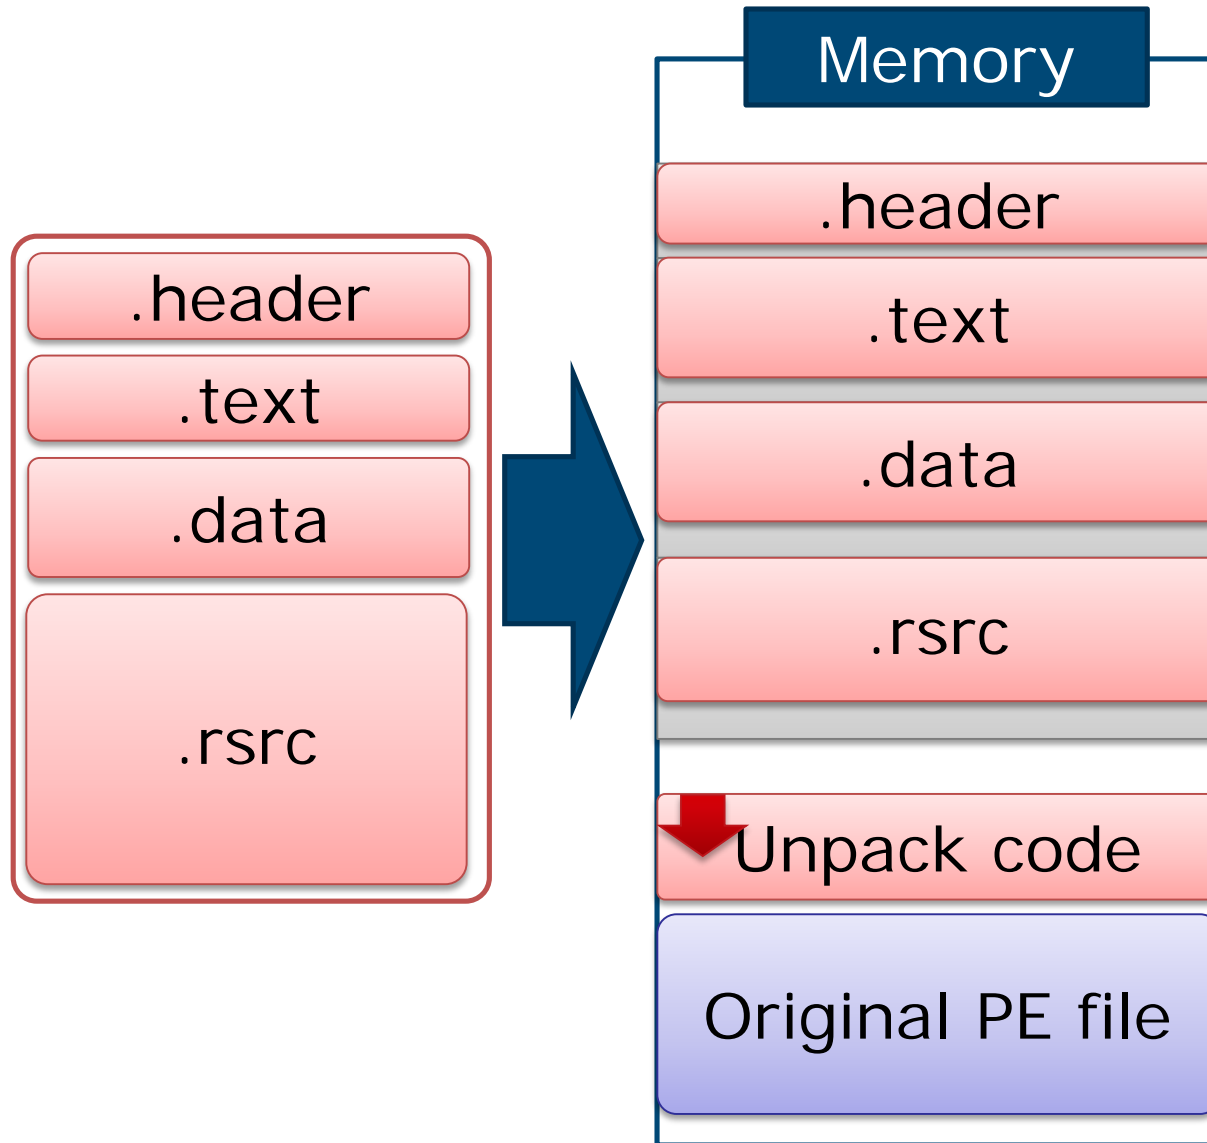 .header
.text
.data
.rsrc
Memory
.header
.text
.data
.rsrc
Unpack code
Original PE file